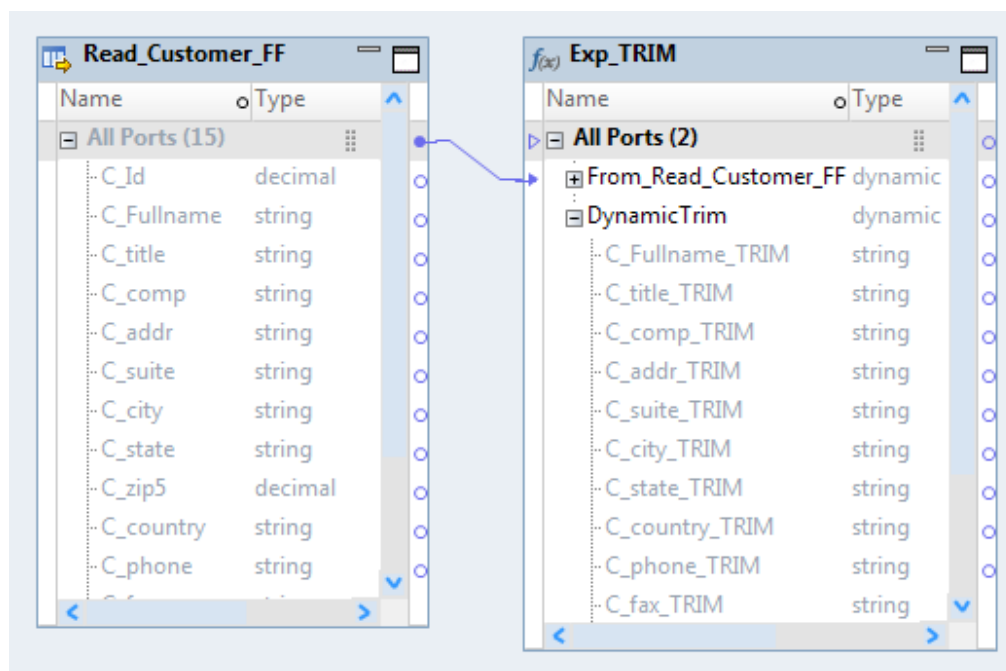 Read_Customer_FF
Name Type
All Ports (15)
C_Id decimal
C_Fullname string
C_title string
C_comp string
C_addr string
C_suite string
C_city string
C_state string
C_zip5 decimal
C_country string
C_phone string
f(x) Exp_TRIM
Name Type
All Ports (2)
From_Read_Customer_FF dynamic
DynamicTrim dynamic
C_Fullname_TRIM string
C_title_TRIM string
C_comp_TRIM string
C_addr_TRIM string
C_suite_TRIM string
C_city_TRIM string
C_state_TRIM string
C_country_TRIM string
C_phone_TRIM string
C_fax_TRIM string